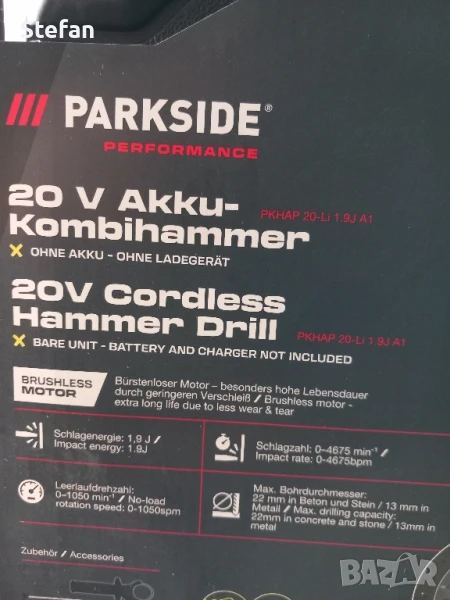 Stefan
PARKSIDE®
PERFORMANCE
20 V Akku-
Kombihammer PKHAP 20-Li 1.9J A1
X OHNE AKKU - OHNE LADEGERÄT
20V Cordless
Hammer Drill PKHAP 20-Li 1.9J A1
X BARE UNIT - BATTERY AND CHARGER NOT INCLUDED
BRUSHLESS
MOTOR
Bürstenloser Motor – besonders hohe Lebensdauer
durch geringeren Verschleiß / Brushless motor -
extra long life due to less wear & tear
Schlagenergie: 1,9 J /
Impact energy: 1.9J
Schlagzahl: 0-4675 min⁻¹ /
Impact rate: 0-4675bpm
Leerlaufdrehzahl:
0-1050 min⁻¹ / No-load
rotation speed: 0-1050rpm
Max. Bohrdurchmesser:
22 mm in Beton und Stein / 13 mm in
Metall / Max. drilling capacity:
22mm in concrete and stone / 13mm in
metal
Zubehör / Accessories
BAZAR